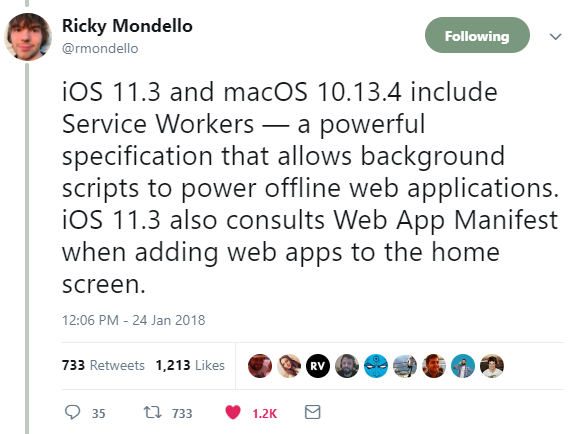 Ricky Mondello
@rmondello
Following
iOS 11.3 and macOS 10.13.4 include
Service Workers — a powerful
specification that allows background
scripts to power offline web applications.
iOS 11.3 also consults Web App Manifest
when adding web apps to the home
screen.
12:06 PM - 24 Jan 2018
733 Retweets 1,213 Likes
RV
35 733 1.2K